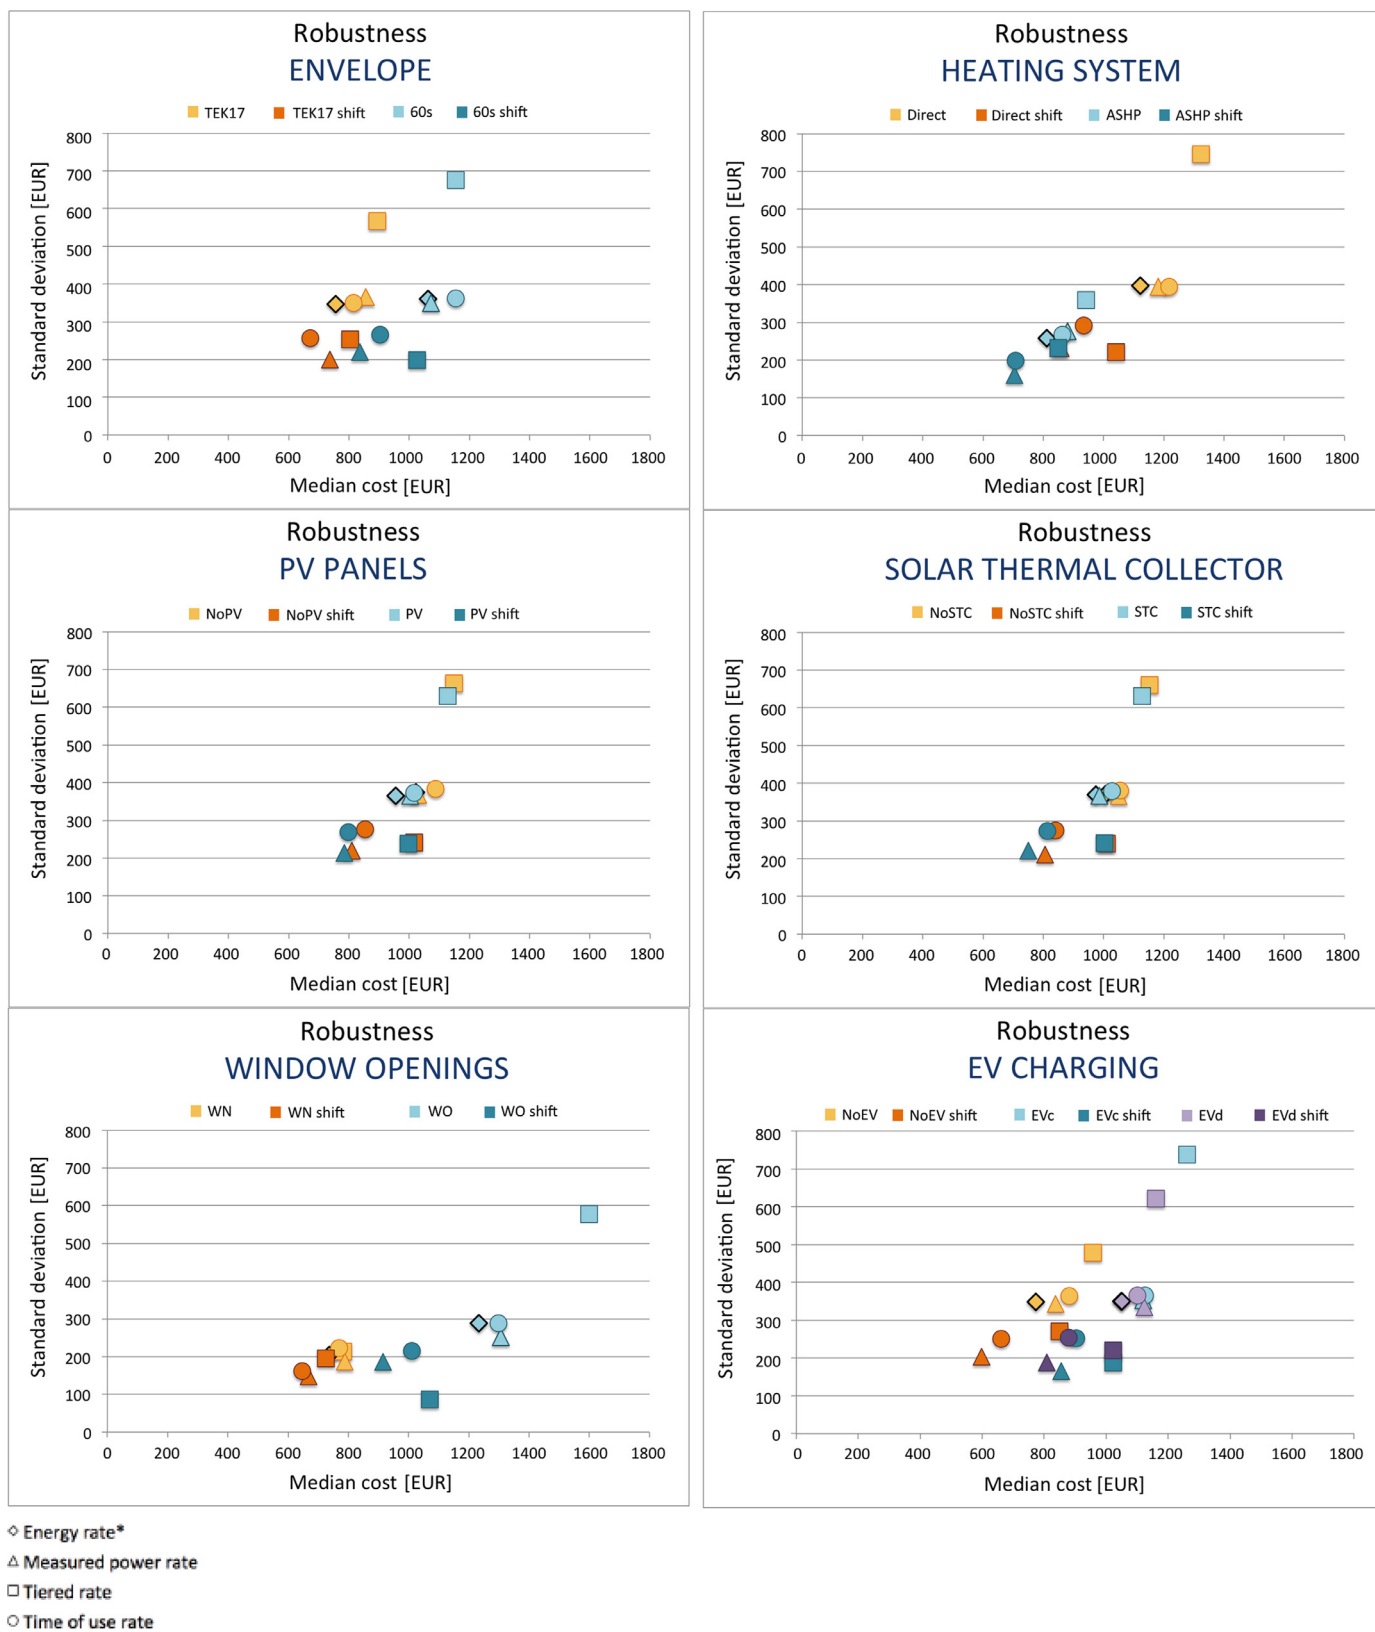 Robustness
ENVELOPE
TEK17 TEK17 shift 60s 60s shift
800
700
600
500
400
300
200
100
0
0 200 400 600 800 1000 1200 1400 1600 1800
Standard deviation [EUR]
Median cost [EUR]
Robustness
HEATING SYSTEM
Direct Direct shift ASHP ASHP shift
800
700
600
500
400
300
200
100
0
0 200 400 600 800 1000 1200 1400 1600 1800
Standard deviation [EUR]
Median cost [EUR]
Robustness
PV PANELS
NoPV NoPV shift PV PV shift
800
700
600
500
400
300
200
100
0
0 200 400 600 800 1000 1200 1400 1600 1800
Standard deviation [EUR]
Median cost [EUR]
Robustness
SOLAR THERMAL COLLECTOR
NoSTC NoSTC shift STC STC shift
800
700
600
500
400
300
200
100
0
0 200 400 600 800 1000 1200 1400 1600 1800
Standard deviation [EUR]
Median cost [EUR]
Robustness
WINDOW OPENINGS
WN WN shift WO WO shift
800
700
600
500
400
300
200
100
0
0 200 400 600 800 1000 1200 1400 1600 1800
Standard deviation [EUR]
Median cost [EUR]
Robustness
EV CHARGING
NoEV NoEV shift EVc EVc shift EVd EVd shift
800
700
600
500
400
300
200
100
0
0 200 400 600 800 1000 1200 1400 1600 1800
Standard deviation [EUR]
Median cost [EUR]
Energy rate*
Measured power rate
Tiered rate
Time of use rate